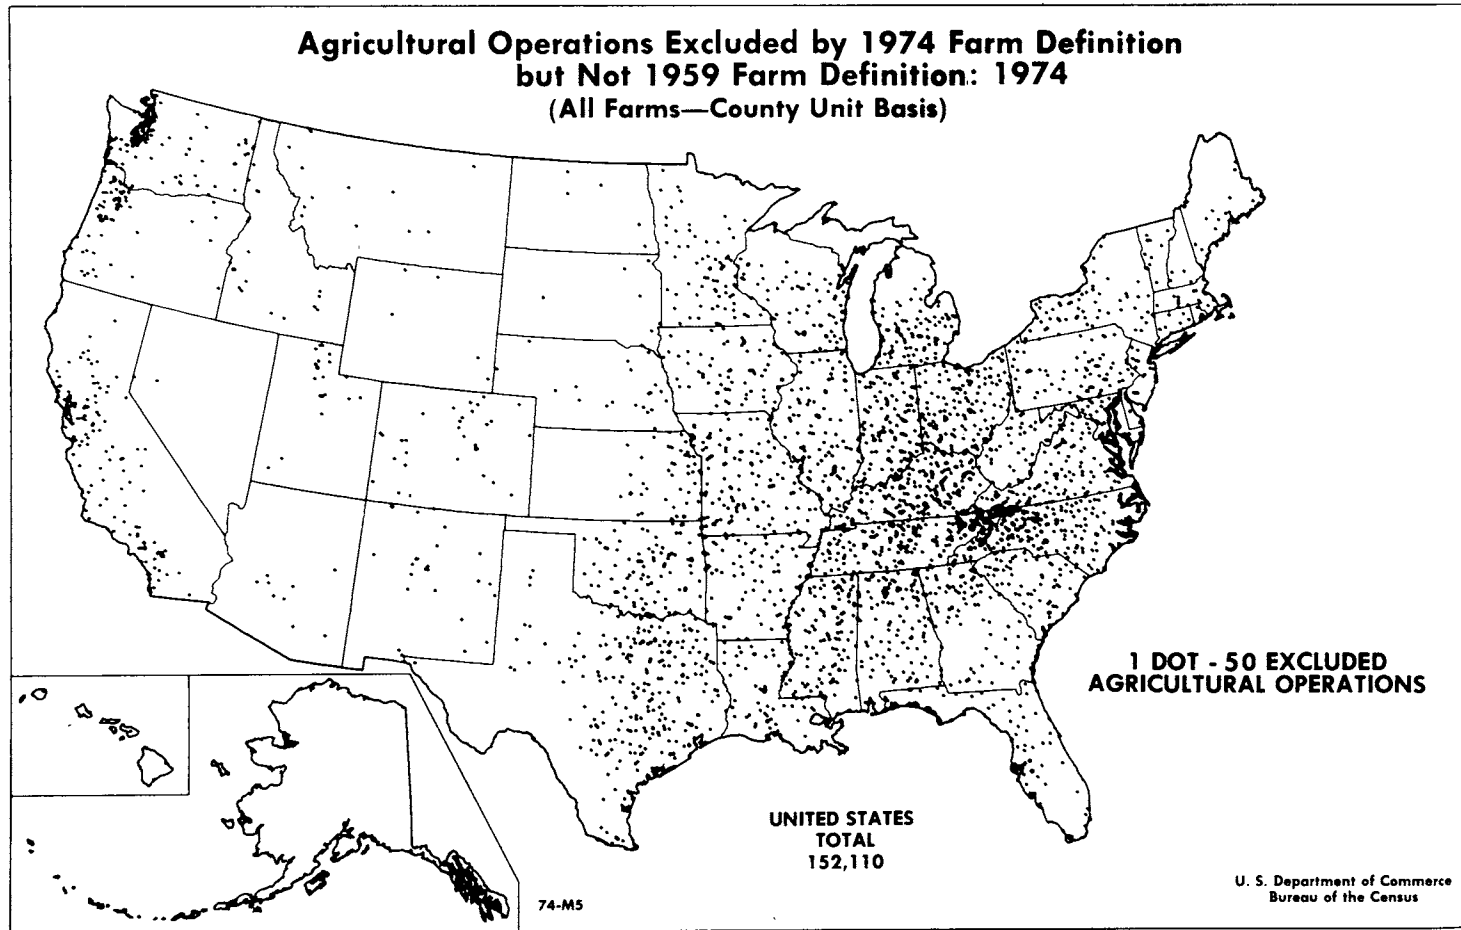 Agricultural Operations Excluded by 1974 Farm Definition
but Not 1959 Farm Definition: 1974
(All Farms—County Unit Basis)
1 DOT - 50 EXCLUDED
AGRICULTURAL OPERATIONS
UNITED STATES
TOTAL
152,110
74-M5
U. S. Department of Commerce
Bureau of the Census